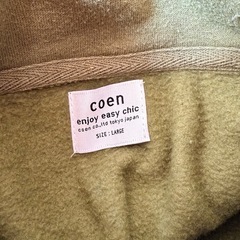 coen
enjoy easy chic
coen co.,ltd tokyo japan
SIZE : LARGE